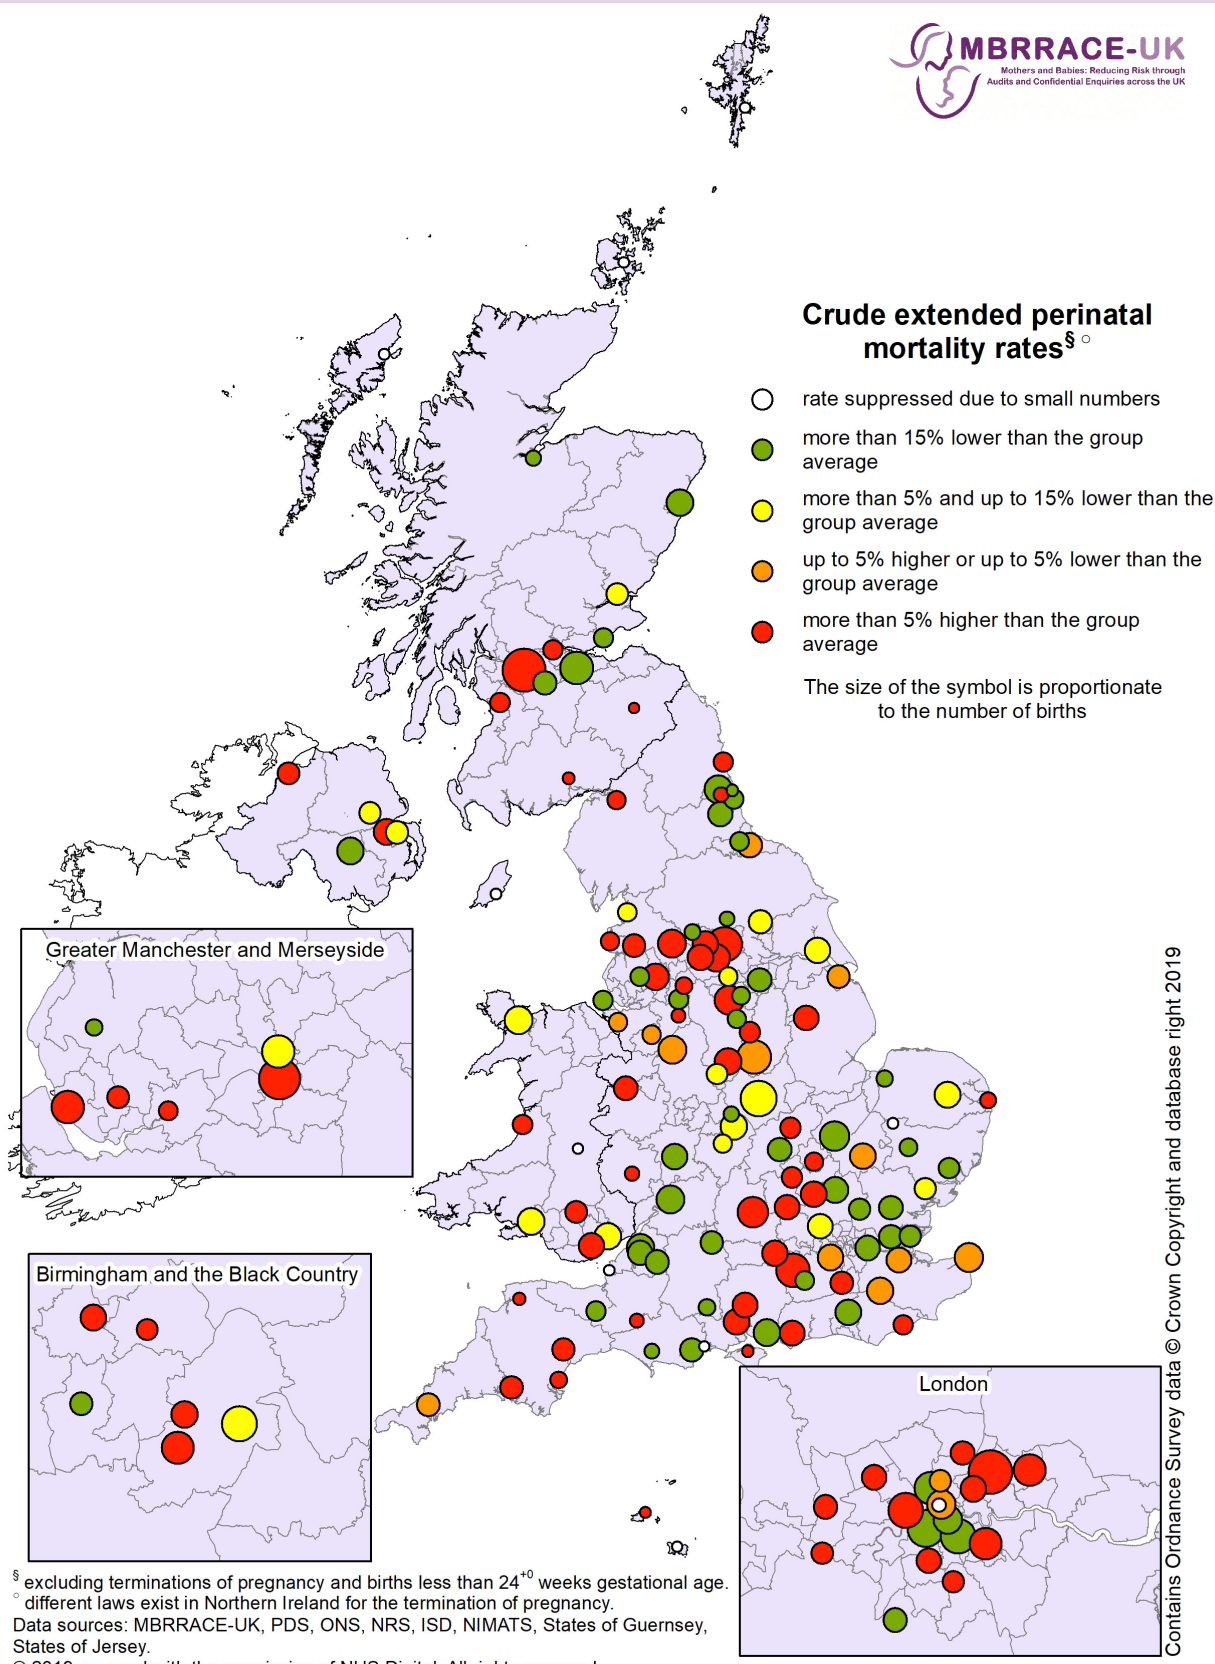 MBRRACE-UK
Mothers and Babies: Reducing Risk through
Audits and Confidential Enquiries across the UK
Crude extended perinatal
mortality rates§ ○
rate suppressed due to small numbers
more than 15% lower than the group
average
more than 5% and up to 15% lower than the
group average
up to 5% higher or up to 5% lower than the
group average
more than 5% higher than the group
average
The size of the symbol is proportionate
to the number of births
Greater Manchester and Merseyside
Birmingham and the Black Country
London
Contains Ordnance Survey data © Crown Copyright and database right 2019
§ excluding terminations of pregnancy and births less than 24+0 weeks gestational age.
○ different laws exist in Northern Ireland for the termination of pregnancy.
Data sources: MBRRACE-UK, PDS, ONS, NRS, ISD, NIMATS, States of Guernsey,
States of Jersey.